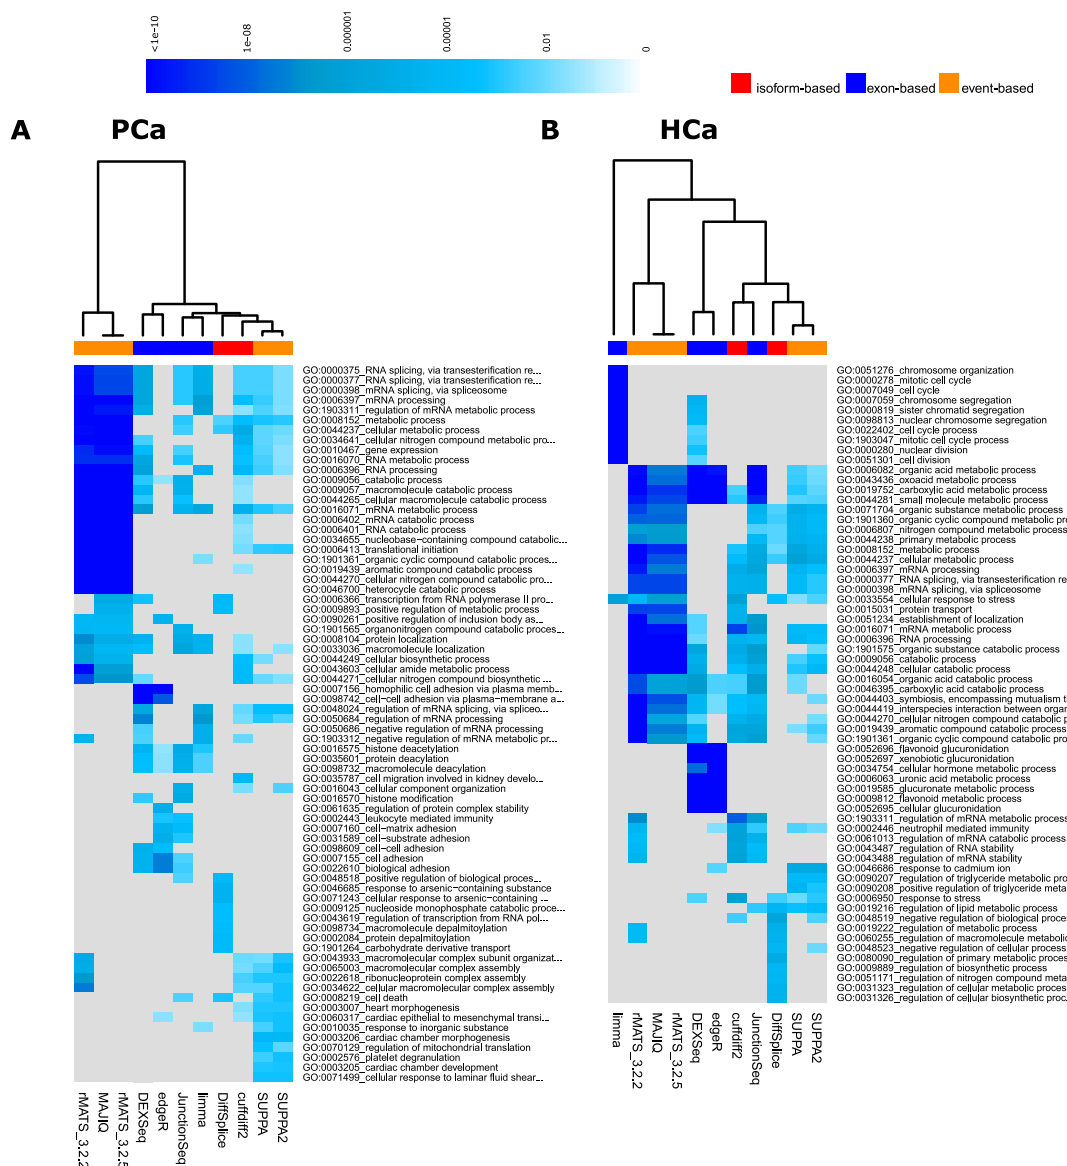 <1e-10
1e-08
0.000001
0.00001
0.01
0
isoform-based
exon-based
event-based
A
PCa
B
HCa
GO:0000375_RNA splicing, via transesterification re...
GO:0000377_RNA splicing, via transesterification re...
GO:0000398_mRNA splicing, via spliceosome
GO:0006397_mRNA processing
GO:1903311_regulation of mRNA metabolic process
GO:0008152_metabolic process
GO:0044237_cellular metabolic process
GO:0034641_cellular nitrogen compound metabolic pro...
GO:0010467_gene expression
GO:0016070_RNA metabolic process
GO:0006396_RNA processing
GO:0009056_catabolic process
GO:0009057_macromolecule catabolic process
GO:0044265_cellular macromolecule catabolic process
GO:0016071_mRNA metabolic process
GO:0006402_mRNA catabolic process
GO:0006401_RNA catabolic process
GO:0034655_nucleobase-containing compound catabolic...
GO:0006413_translational initiation
GO:1901361_organic cyclic compound catabolic proces...
GO:0019439_aromatic compound catabolic process
GO:0044270_cellular nitrogen compound catabolic pro...
GO:0046700_heterocycle catabolic process
GO:0006366_transcription from RNA polymerase II pro...
GO:0009893_positive regulation of metabolic process
GO:0090261_positive regulation of inclusion body as...
GO:1901565_organonitrogen compound catabolic proces...
GO:0008104_protein localization
GO:0033036_macromolecule localization
GO:0044249_cellular biosynthetic process
GO:0043603_cellular amide metabolic process
GO:0044271_cellular nitrogen compound biosynthetic ...
GO:0007156_homophilic cell adhesion via plasma memb...
GO:0098742_cell-cell adhesion via plasma-membrane a...
GO:0048024_regulation of mRNA splicing, via spliceo...
GO:0050684_regulation of mRNA processing
GO:0050686_negative regulation of mRNA processing
GO:1903312_negative regulation of mRNA metabolic pr...
GO:0016575_histone deacetylation
GO:0035601_protein deacylation
GO:0098732_macromolecule deacylation
GO:0035787_cell migration involved in kidney develo...
GO:0016043_cellular component organization
GO:0016570_histone modification
GO:0061635_regulation of protein complex stability
GO:0002443_leukocyte mediated immunity
GO:0007160_cell-matrix adhesion
GO:0031589_cell-substrate adhesion
GO:0098609_cell-cell adhesion
GO:0007155_cell adhesion
GO:0022610_biological adhesion
GO:0048518_positive regulation of biological proces...
GO:0046685_response to arsenic-containing substance
GO:0071243_cellular response to arsenic-containing ...
GO:0009125_nucleoside monophosphate catabolic proce...
GO:0043619_regulation of transcription from RNA pol...
GO:0098734_macromolecule depalmitoylation
GO:0002084_protein depalmitoylation
GO:1901264_carbohydrate derivative transport
GO:0043933_macromolecular complex subunit organizat...
GO:0065003_macromolecular complex assembly
GO:0022618_ribonucleoprotein complex assembly
GO:0034622_cellular macromolecular complex assembly
GO:0008219_cell death
GO:0003007_heart morphogenesis
GO:0060317_cardiac epithelial to mesenchymal transi...
GO:0010035_response to inorganic substance
GO:0003206_cardiac chamber morphogenesis
GO:0070129_regulation of mitochondrial translation
GO:0002576_platelet degranulation
GO:0003205_cardiac chamber development
GO:0071499_cellular response to laminar fluid shear...
rMATS_3.2.2
MAJIQ
rMATS_3.2.5
DEXSeq
edgeR
JunctionSeq
limma
DiffSplice
cuffdiff2
SUPPA
SUPPA2
GO:0051276_chromosome organization
GO:0000278_mitotic cell cycle
GO:0007049_cell cycle
GO:0007059_chromosome segregation
GO:0000819_sister chromatid segregation
GO:0098813_nuclear chromosome segregation
GO:0022402_cell cycle process
GO:1903047_mitotic cell cycle process
GO:0000280_nuclear division
GO:0051301_cell division
GO:0006082_organic acid metabolic process
GO:0043436_oxoacid metabolic process
GO:0019752_carboxylic acid metabolic process
GO:0044281_small molecule metabolic process
GO:0071704_organic substance metabolic process
GO:1901360_organic cyclic compound metabolic pro
GO:0006807_nitrogen compound metabolic process
GO:0044238_primary metabolic process
GO:0008152_metabolic process
GO:0044237_cellular metabolic process
GO:0006397_mRNA processing
GO:0000377_RNA splicing, via transesterification re
GO:0000398_mRNA splicing, via spliceosome
GO:0033554_cellular response to stress
GO:0015031_protein transport
GO:0051234_establishment of localization
GO:0016071_mRNA metabolic process
GO:0006396_RNA processing
GO:1901575_organic substance catabolic process
GO:0009056_catabolic process
GO:0044248_cellular catabolic process
GO:0016054_organic acid catabolic process
GO:0046395_carboxylic acid catabolic process
GO:0044403_symbiosis, encompassing mutualism t
GO:0044419_interspecies interaction between organ
GO:0044270_cellular nitrogen compound catabolic p
GO:0019439_aromatic compound catabolic process
GO:1901361_organic cyclic compound catabolic proc
GO:0052696_flavonoid glucuronidation
GO:0052697_xenobiotic glucuronidation
GO:0034754_cellular hormone metabolic process
GO:0006063_uronic acid metabolic process
GO:0019585_glucuronate metabolic process
GO:0009812_flavonoid metabolic process
GO:0052695_cellular glucuronidation
GO:1903311_regulation of mRNA metabolic process
GO:0002446_neutrophil mediated immunity
GO:0061013_regulation of mRNA catabolic process
GO:0043487_regulation of RNA stability
GO:0043488_regulation of mRNA stability
GO:0046686_response to cadmium ion
GO:0090207_regulation of triglyceride metabolic pro
GO:0090208_positive regulation of triglyceride meta
GO:0006950_response to stress
GO:0019216_regulation of lipid metabolic process
GO:0048519_negative regulation of biological proce
GO:0019222_regulation of metabolic process
GO:0060255_regulation of macromolecule metabolic
GO:0048523_negative regulation of cellular process
GO:0080090_regulation of primary metabolic process
GO:0009889_regulation of biosynthetic process
GO:0051171_regulation of nitrogen compound meta
GO:0031323_regulation of cellular metabolic proces
GO:0031326_regulation of cellular biosynthetic proc
limma
rMATS_3.2.2
MAJIQ
rMATS_3.2.5
DEXSeq
edgeR
cuffdiff2
JunctionSeq
DiffSplice
SUPPA
SUPPA2